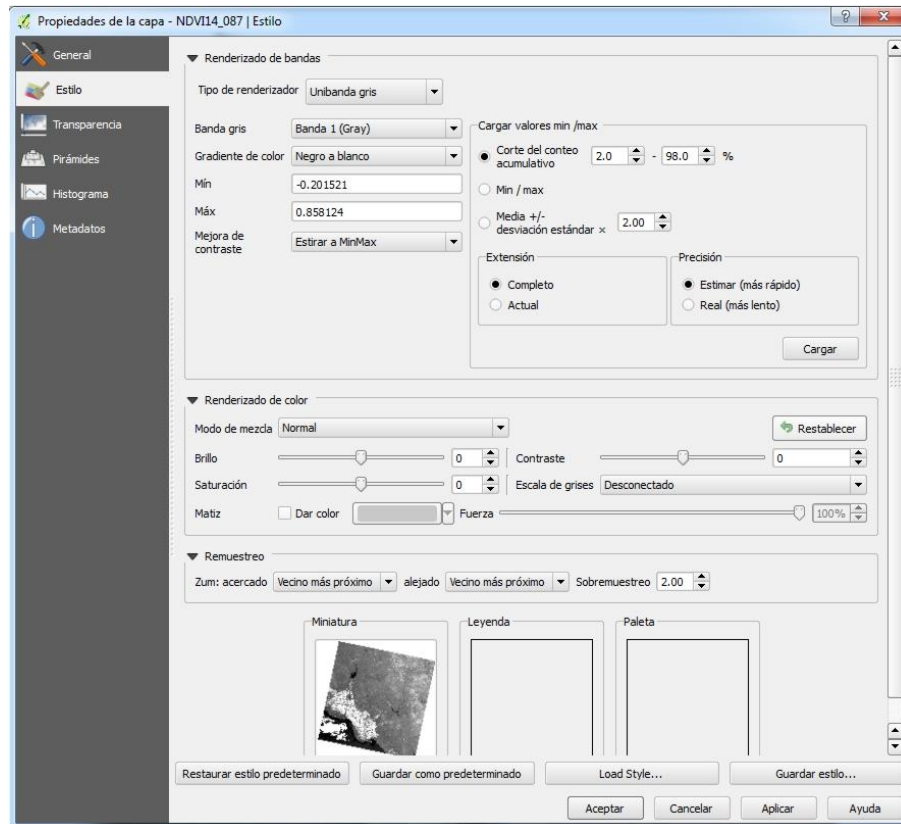 Propiedades de la capa - NDVI14_087 | Estilo
General
Estilo
Transparencia
Pirámides
Histograma
Metadatos
Renderizado de bandas
Tipo de renderizador Unibanda gris
Banda gris Banda 1 (Gray)
Gradiente de color Negro a blanco
Mín -0.201521
Máx 0.858124
Mejora de
contraste Estirar a MinMax
Cargar valores min /max
Corte del conteo
acumulativo 2.0 - 98.0 %
Min / max
Media +/-
desviación estándar × 2.00
Extensión
Completo
Actual
Precisión
Estimar (más rápido)
Real (más lento)
Cargar
Renderizado de color
Modo de mezcla Normal
Restablecer
Brillo 0 Contraste 0
Saturación 0 Escala de grises Desconectado
Matiz Dar color Fuerza 100%
Remuestreo
Zum: acercado Vecino más próximo alejado Vecino más próximo Sobremuestreo 2.00
Miniatura Leyenda Paleta
Restaurar estilo predeterminado Guardar como predeterminado Load Style... Guardar estilo...
Aceptar Cancelar Aplicar Ayuda